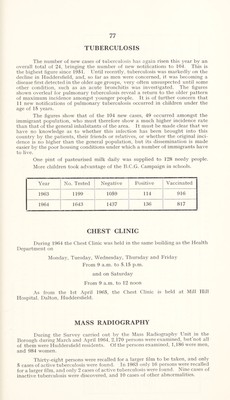 77
TUBERCULOSIS
The number of new cases of tuberculosis has again risen this year by an
overall total of 24, bringing the number of new notifications to 104. This is
the highest figure since 1951. Until recently, tuberculosis was markedly on the
decline in Huddersfield, and, so far as men were concerned, it was becoming a
disease first detected in the older age groups, very often unsuspected until some
other condition, such as an acute bronchitis was investigated. The figures
shown overleaf for pulmonary tuberculosis reveal a return to the older pattern
of maximum incidence amongst younger people. It is of further concern that
11 new notifications of pulmonary tuberculosis occurred in children under the
age of 18 years.
The figures show that of the 104 new cases, 40 occurred amongst the
immigrant population, who must therefore show a much higher incidence rate
than that of the general inhabitants of the area. It must be made clear that we
have no knowledge as to whether this infection has been brought into this
country by the patients, their friends or relatives, or whether the original inci-
dence is no higher than the general population, but its dissemination is made
easier by the poor housing conditions under which a number of immigrants have
to live.
One pint of pasteurised milk daily was supplied to 128 needy people.
More children took advantage of the B.C.G. Campaign in schools.
Year No. Tested Negative Positive Vaccinated
1963 1198 1089 114 916
1964 1643 1437 136 817
CHEST CLINIC
During 1964 the Chest Clinic was held in the same building as the Health
Department on
Monday, Tuesday, Wednesday, Thursday and Friday
From 9 a.m. to 5.15 p.m.
and on Saturday
From 9 a.m. to 12 noon
As from the 1st April 1965, the Chest Clinic is held at Mill Hill
Hospital, Dalton, Huddersfield.
MASS RADIOGRAPHY
During the Survey carried out by the Mass Radiography Unit in the
Borough during March and April 1964, 2,170 persons were examined, but not all
of them were Huddersfield residents. Of the persons examined, 1,186 were men,
and 984 women.
Thirty-eight persons were recalled for a larger film to be taken, and only
8 cases of active tuberculosis were found. In 1963 only 16 persons were recalled
for a larger film, and only 2 cases of active tuberculosis were found. Nine cases of
inactive tuberculosis were discovered, and 10 cases of other abnormalities.